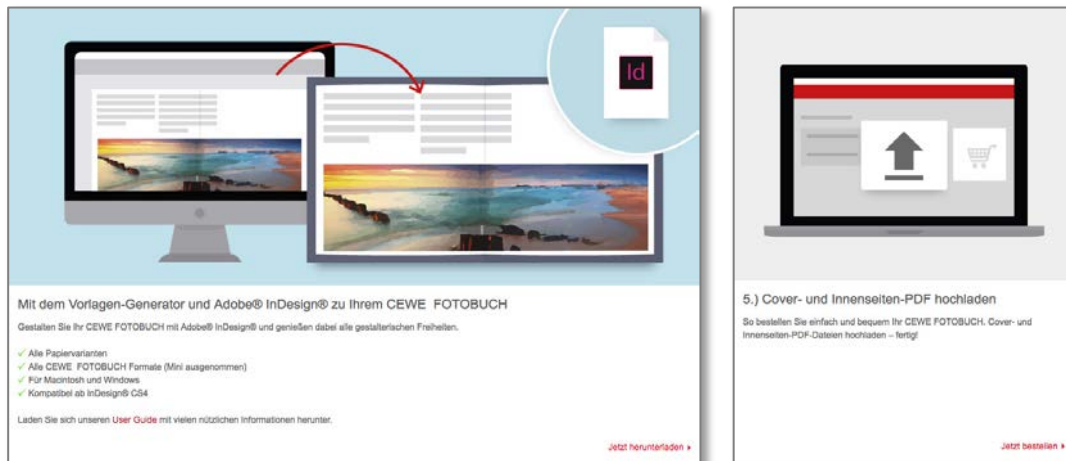 Id
Mit dem Vorlagen-Generator und Adobe® InDesign® zu Ihrem CEWE FOTOBUCH
Gestalten Sie Ihr CEWE FOTOBUCH mit Adobe® InDesign® und genießen dabei alle gestalterischen Freiheiten.
✓ Alle Papiervarianten
✓ Alle CEWE FOTOBUCH Formate (Mini ausgenommen)
✓ Für Macintosh und Windows
✓ Kompatibel ab InDesign® CS4
Laden Sie sich unseren User Guide mit vielen nützlichen Informationen herunter.
Jetzt herunterladen ▸
5.) Cover- und Innenseiten-PDF hochladen
So bestellen Sie einfach und bequem Ihr CEWE FOTOBUCH. Cover- und
Innenseiten-PDF-Dateien hochladen – fertig!
Jetzt bestellen ▸